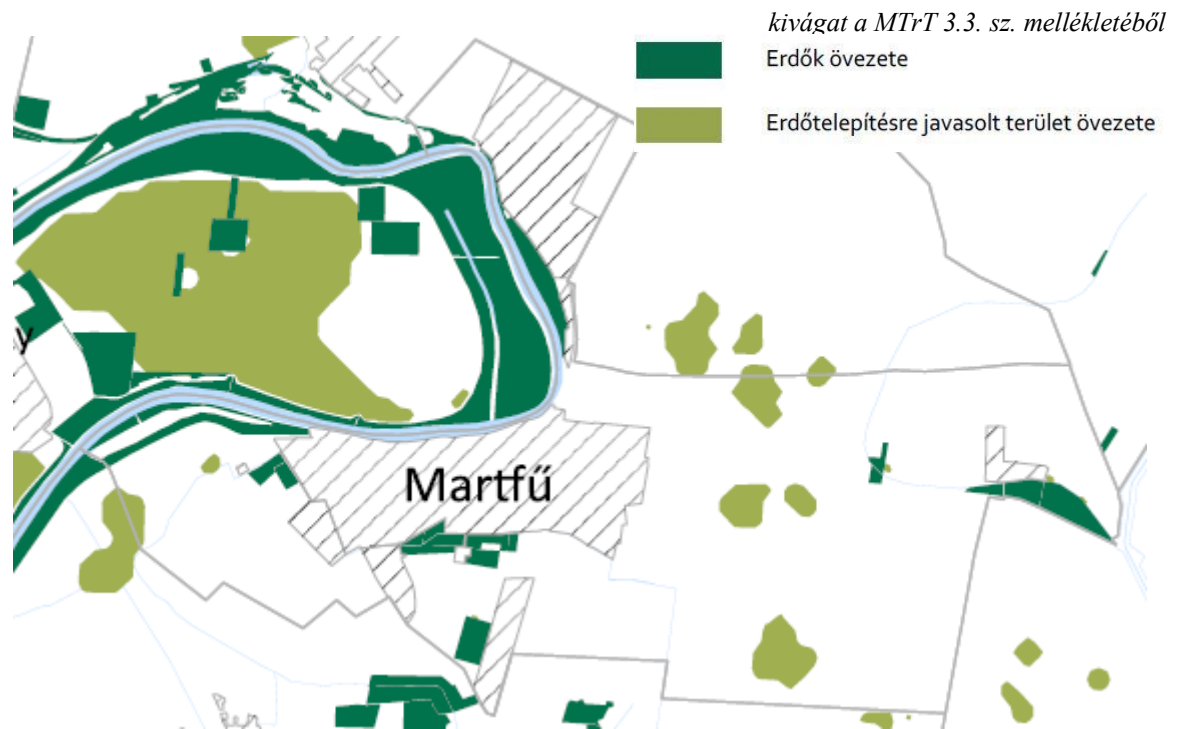 kivágat a MTrT 3.3. sz. mellékletéből
Erdők övezete
Erdőtelepítésre javasolt terület övezete
y
Martfű